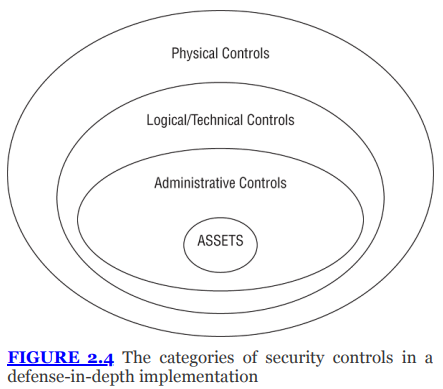 Physical Controls
Logical/Technical Controls
Administrative Controls
ASSETS
FIGURE 2.4 The categories of security controls in a
defense-in-depth implementation